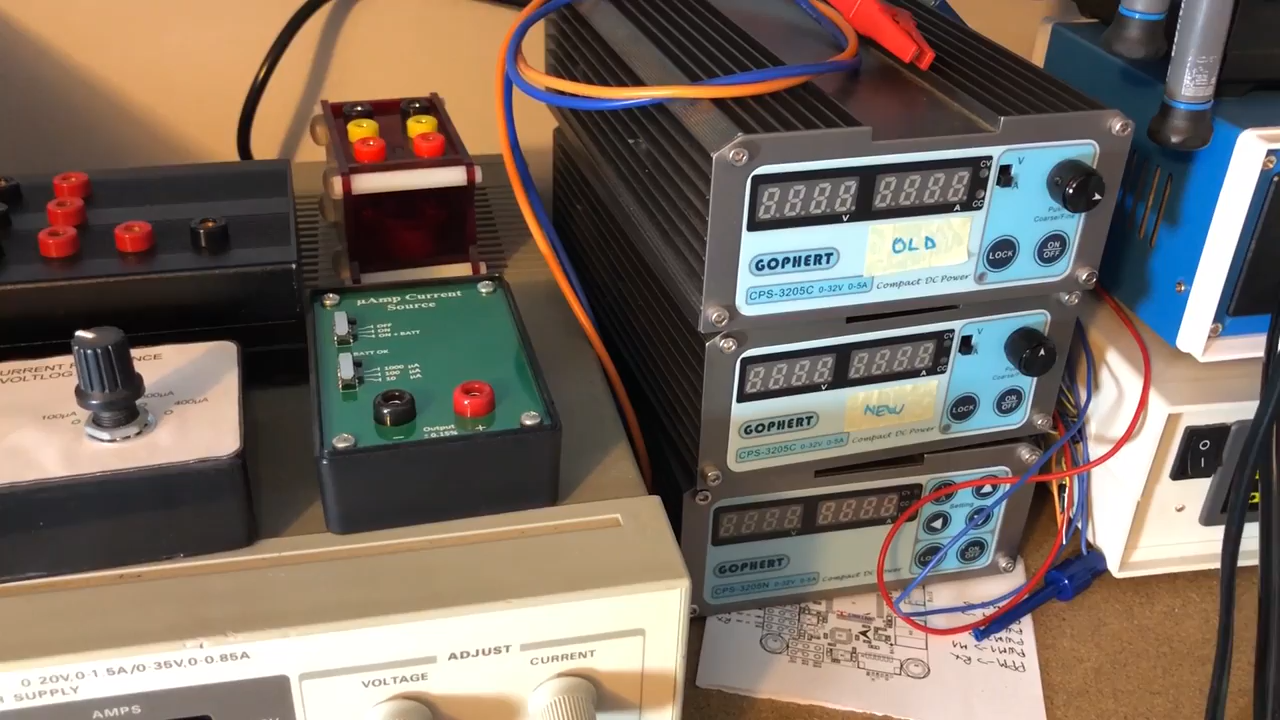 CV
CC
V
A
V
A
OLD
GOPHERT
CPS-3205C 0-32V 0-5A
Compact DC Power
LOCK
ON/OFF
V
A
V
NEW
GOPHERT
CPS-3205C 0-32V 0-5A
Compact DC Power
LOCK
ON/OFF
GOPHERT
CPS-3205N 0-32V 0-5A
Compact DC Power
Setting
ON/OFF
µAmp Current
Source
OFF
ON
ON + BATT
BATT OK
1000 µA
100 µA
10 µA
Output
± 0.15%
−
+
VOLTLOG
100µA
400µA
0 20V,0-1.5A/0-35V,0-0.85A
SUPPLY
AMPS
ADJUST
VOLTAGE
CURRENT